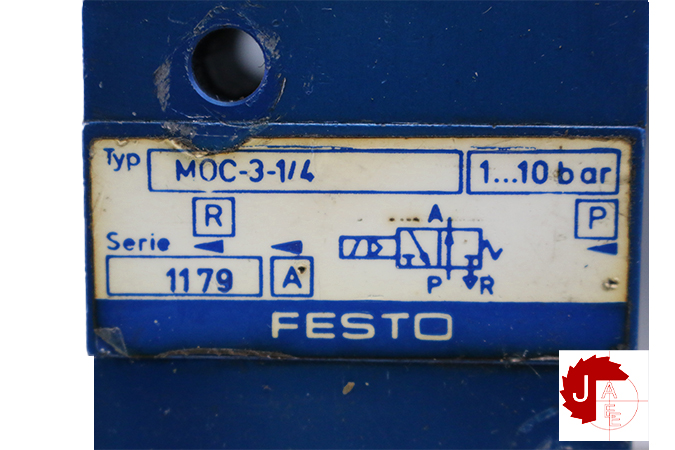 Typ MOC-3-1/4 1...10 bar
R A P
Serie
1179 A P R
FESTO
J A E E